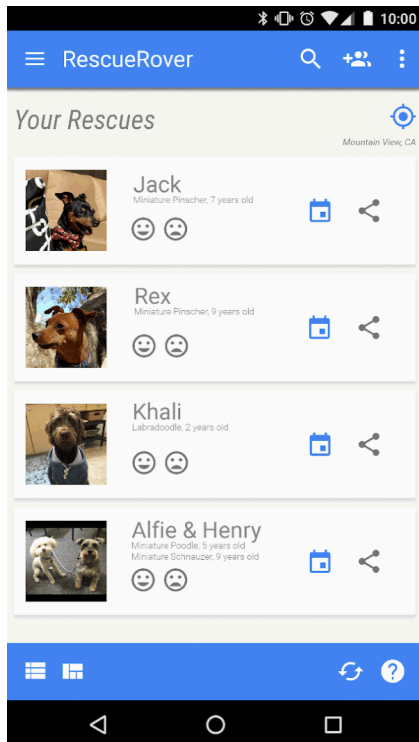 10:00
RescueRover
Your Rescues
Mountain View, CA
Jack
Miniature Pinscher, 7 years old
Rex
Miniature Pinscher, 9 years old
Khali
Labradoodle, 2 years old
Alfie & Henry
Miniature Poodle, 5 years old
Miniature Schnauzer, 9 years old
?